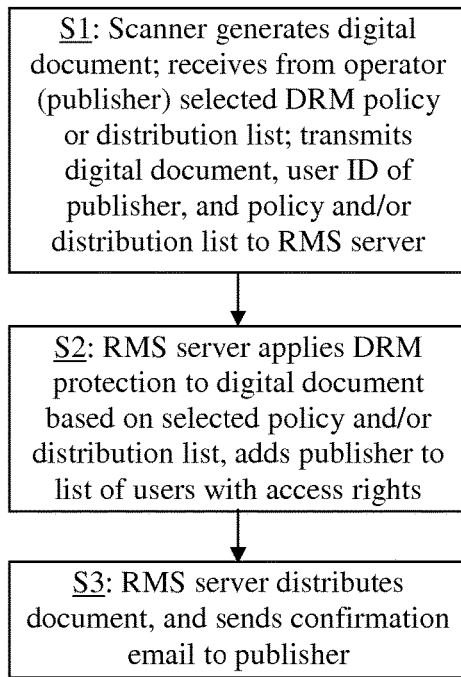 S1: Scanner generates digital
document; receives from operator
(publisher) selected DRM policy
or distribution list; transmits
digital document, user ID of
publisher, and policy and/or
distribution list to RMS server
S2: RMS server applies DRM
protection to digital document
based on selected policy and/or
distribution list, adds publisher to
list of users with access rights
S3: RMS server distributes
document, and sends confirmation
email to publisher